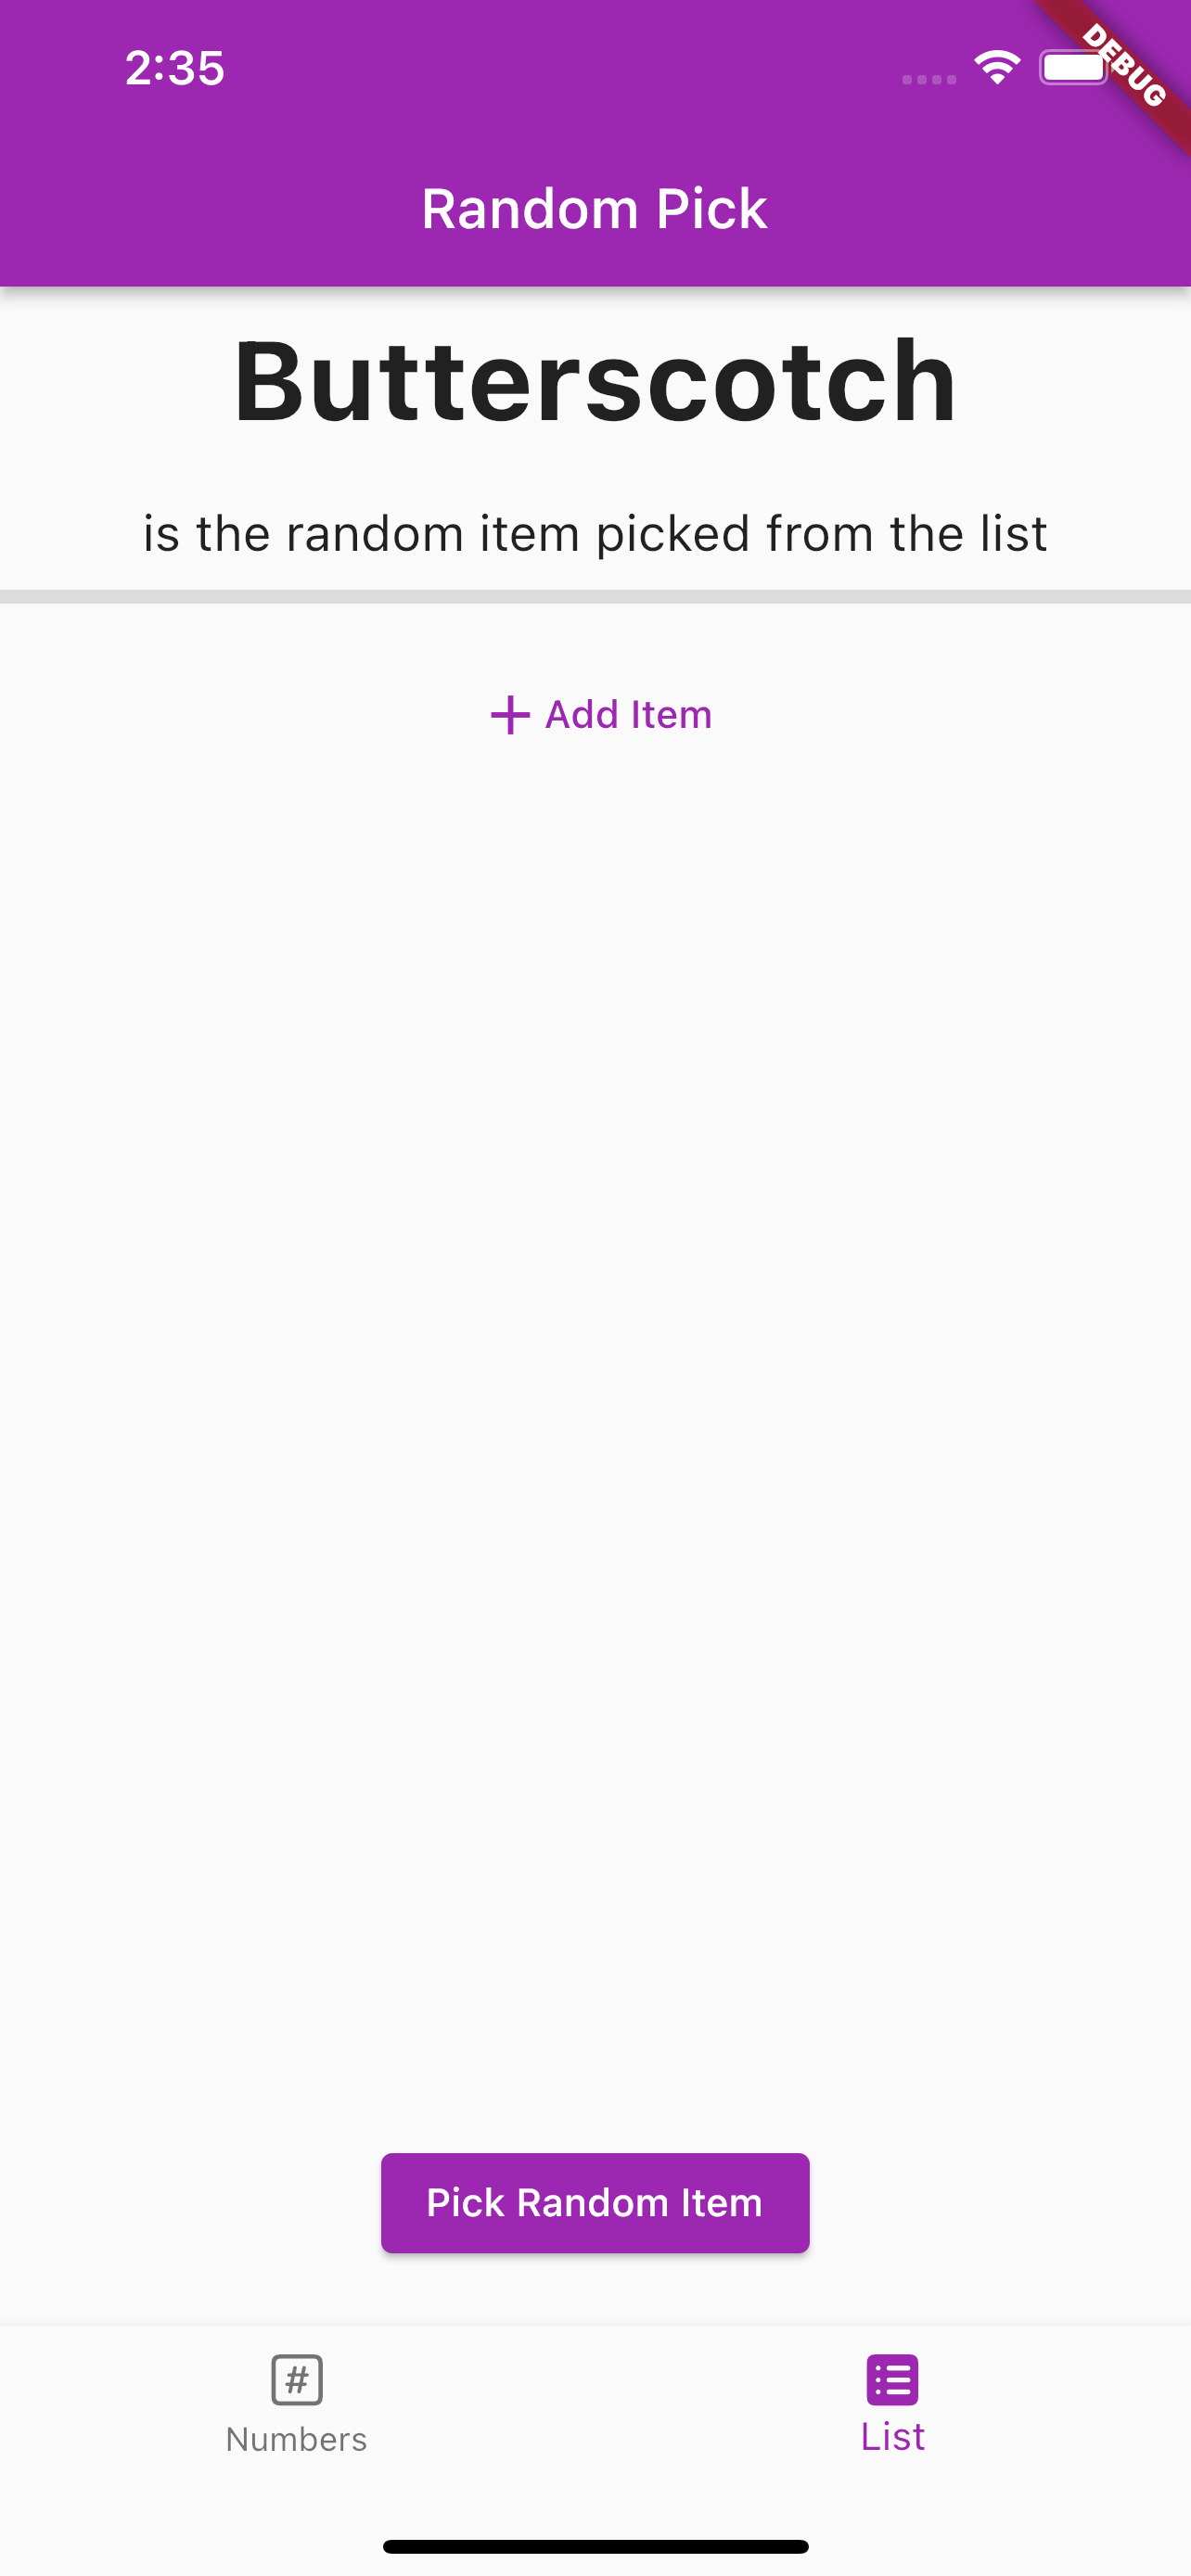 2:35
DEBUG
Random Pick
Butterscotch
is the random item picked from the list
+ Add Item
Pick Random Item
#
Numbers
List